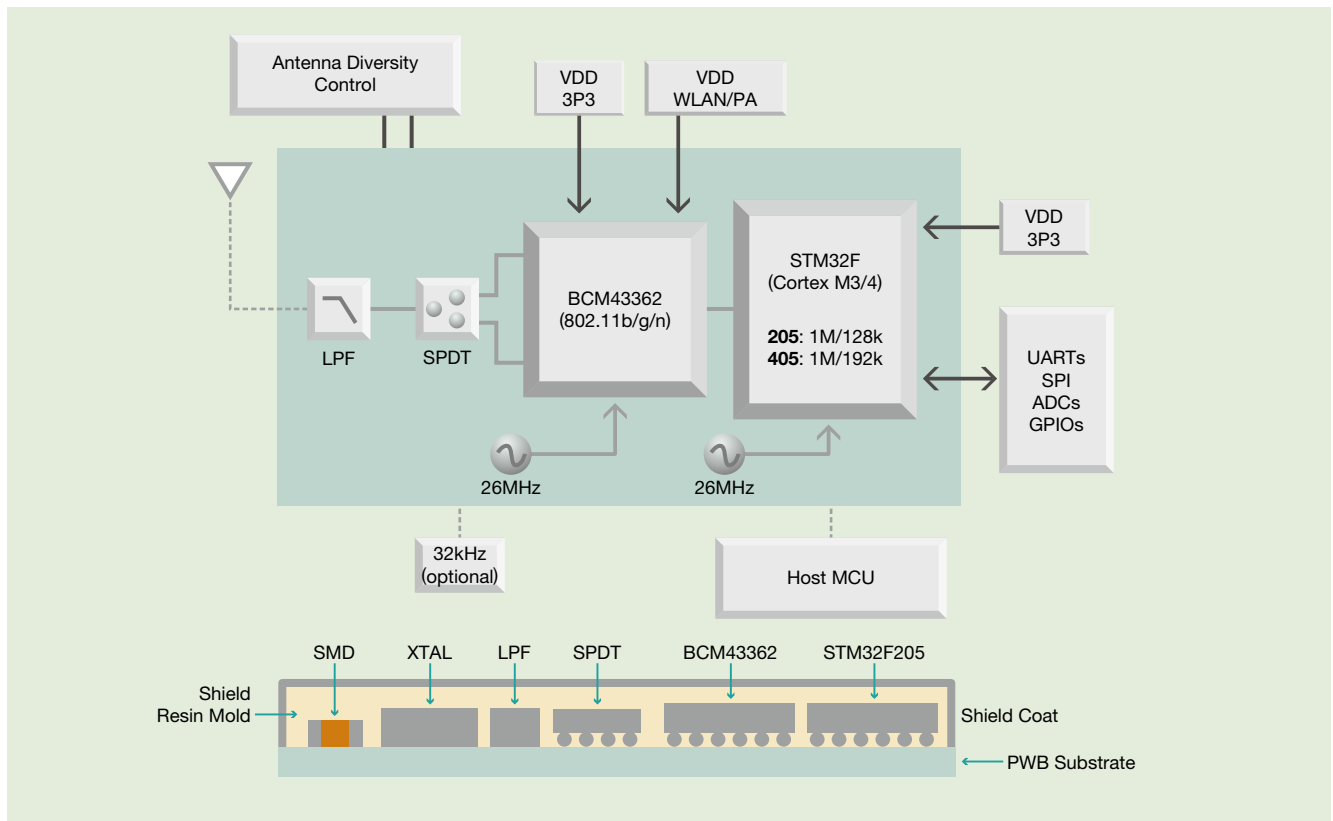 Antenna Diversity
Control
VDD
3P3
VDD
WLAN/PA
VDD
3P3
STM32F
(Cortex M3/4)
205: 1M/128k
405: 1M/192k
BCM43362
(802.11b/g/n)
LPF
SPDT
UARTs
SPI
ADCs
GPIOs
26MHz
26MHz
32kHz
(optional)
Host MCU
SMD
XTAL
LPF
SPDT
BCM43362
STM32F205
Shield
Resin Mold
Shield Coat
PWB Substrate